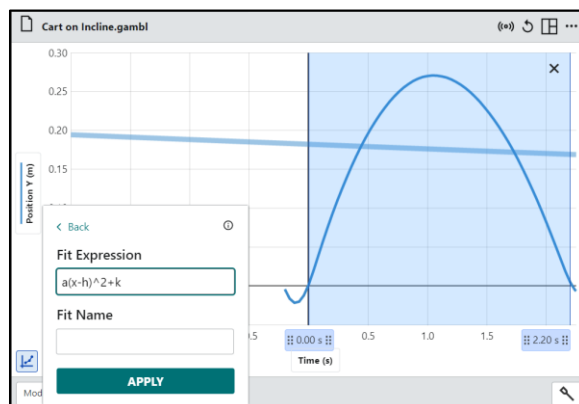 Cart on Incline.gambl
0.30
0.20
0.15
Position Y (m)
Back
Fit Expression
a(x-h)^2+k
Fit Name
APPLY
0.5
0.00 s
0.5
1.0
1.5
2.20 s
Time (s)
Mod